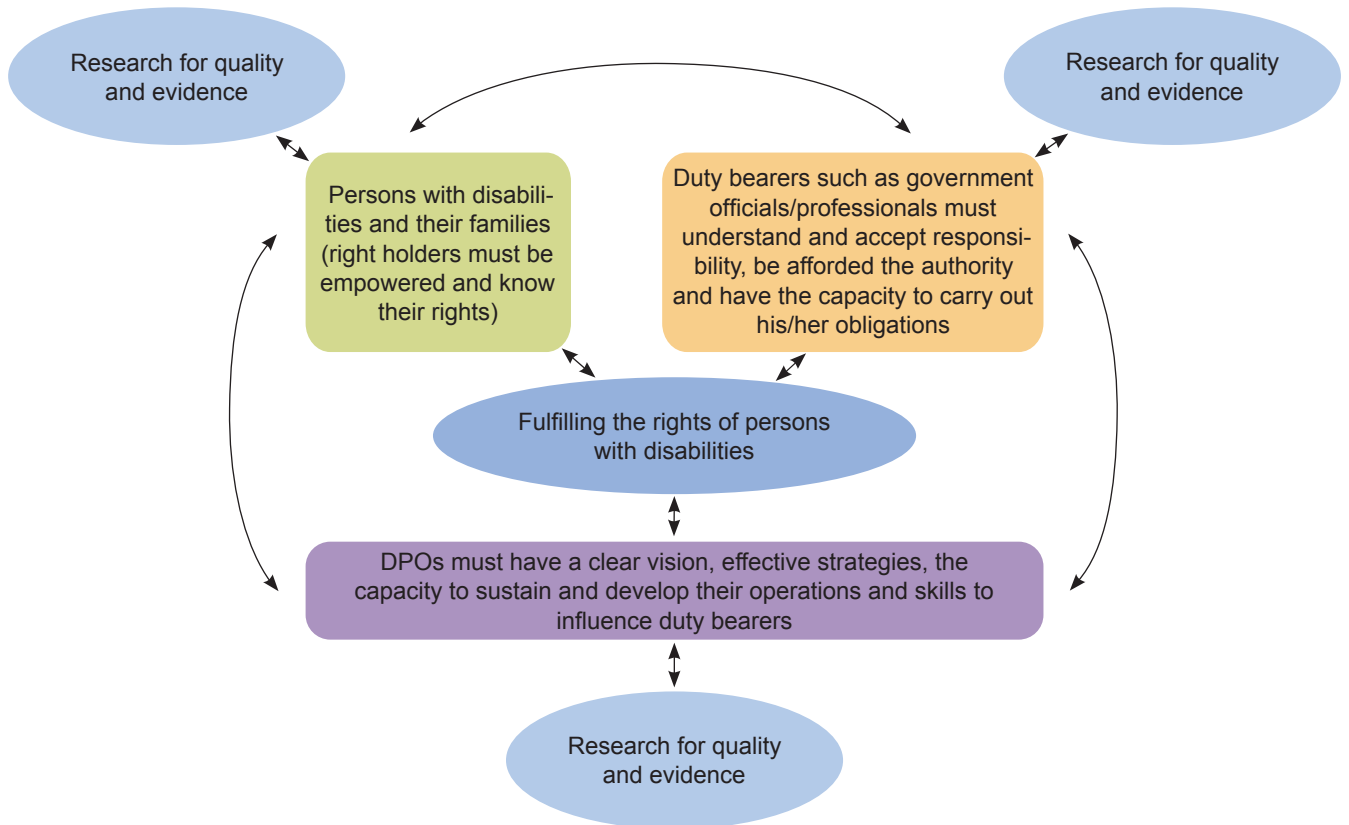 Research for quality
and evidence
Research for quality
and evidence
Persons with disabili-
ties and their families
(right holders must be
empowered and know
their rights)
Duty bearers such as government
officials/professionals must
understand and accept responsi-
bility, be afforded the authority
and have the capacity to carry out
his/her obligations
Fulfilling the rights of persons
with disabilities
DPOs must have a clear vision, effective strategies, the
capacity to sustain and develop their operations and skills to
influence duty bearers
Research for quality
and evidence